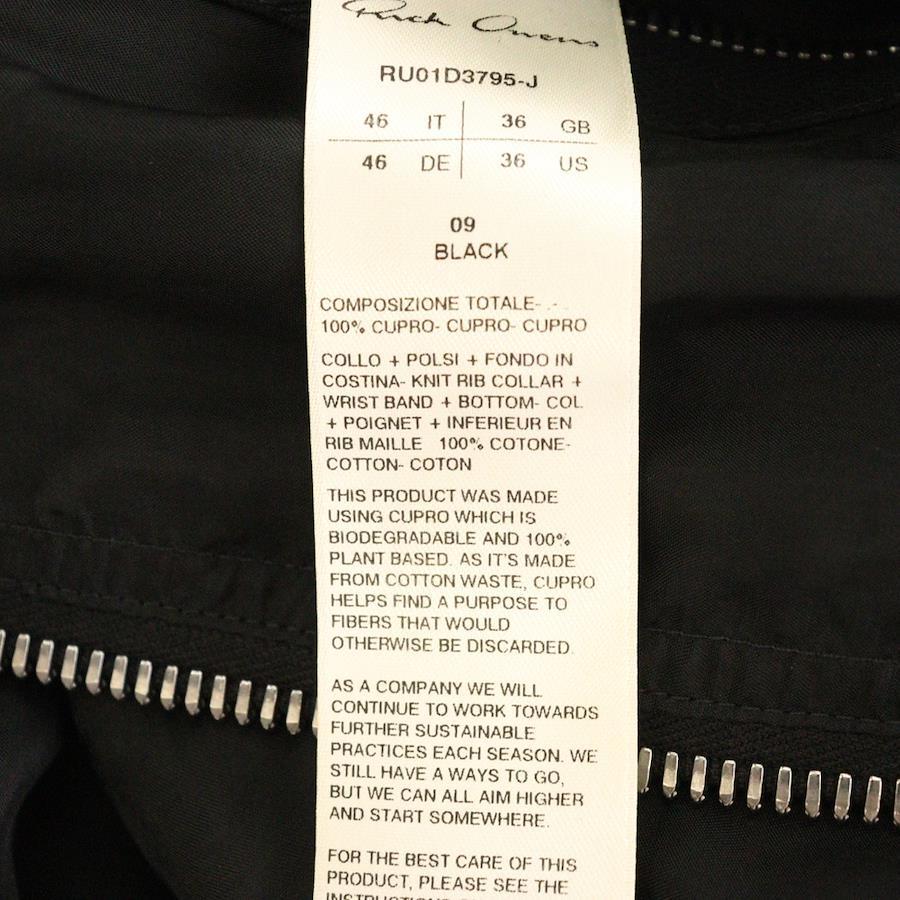 Rick Owens
RU01D3795-J
46 IT 36 GB
46 DE 36 US
09
BLACK
COMPOSIZIONE TOTALE- .-
100% CUPRO- CUPRO- CUPRO
COLLO + POLSI + FONDO IN
COSTINA- KNIT RIB COLLAR +
WRIST BAND + BOTTOM- COL
+ POIGNET + INFERIEUR EN
RIB MAILLE 100% COTONE-
COTTON- COTON
THIS PRODUCT WAS MADE
USING CUPRO WHICH IS
BIODEGRADABLE AND 100%
PLANT BASED. AS IT'S MADE
FROM COTTON WASTE, CUPRO
HELPS FIND A PURPOSE TO
FIBERS THAT WOULD
OTHERWISE BE DISCARDED.
AS A COMPANY WE WILL
CONTINUE TO WORK TOWARDS
FURTHER SUSTAINABLE
PRACTICES EACH SEASON. WE
STILL HAVE A WAYS TO GO,
BUT WE CAN ALL AIM HIGHER
AND START SOMEWHERE.
FOR THE BEST CARE OF THIS
PRODUCT, PLEASE SEE THE